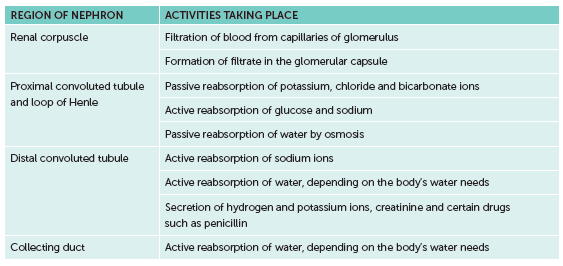 REGION OF NEPHRON ACTIVITIES TAKING PLACE
Renal corpuscle Filtration of blood from capillaries of glomerulus
Formation of filtrate in the glomerular capsule
Proximal convoluted tubule Passive reabsorption of potassium, chloride and bicarbonate ions
and loop of Henle
Active reabsorption of glucose and sodium
Passive reabsorption of water by osmosis
Distal convoluted tubule Active reabsorption of sodium ions
Active reabsorption of water, depending on the body's water needs
Secretion of hydrogen and potassium ions, creatinine and certain drugs
such as penicillin
Collecting duct Active reabsorption of water, depending on the body's water needs